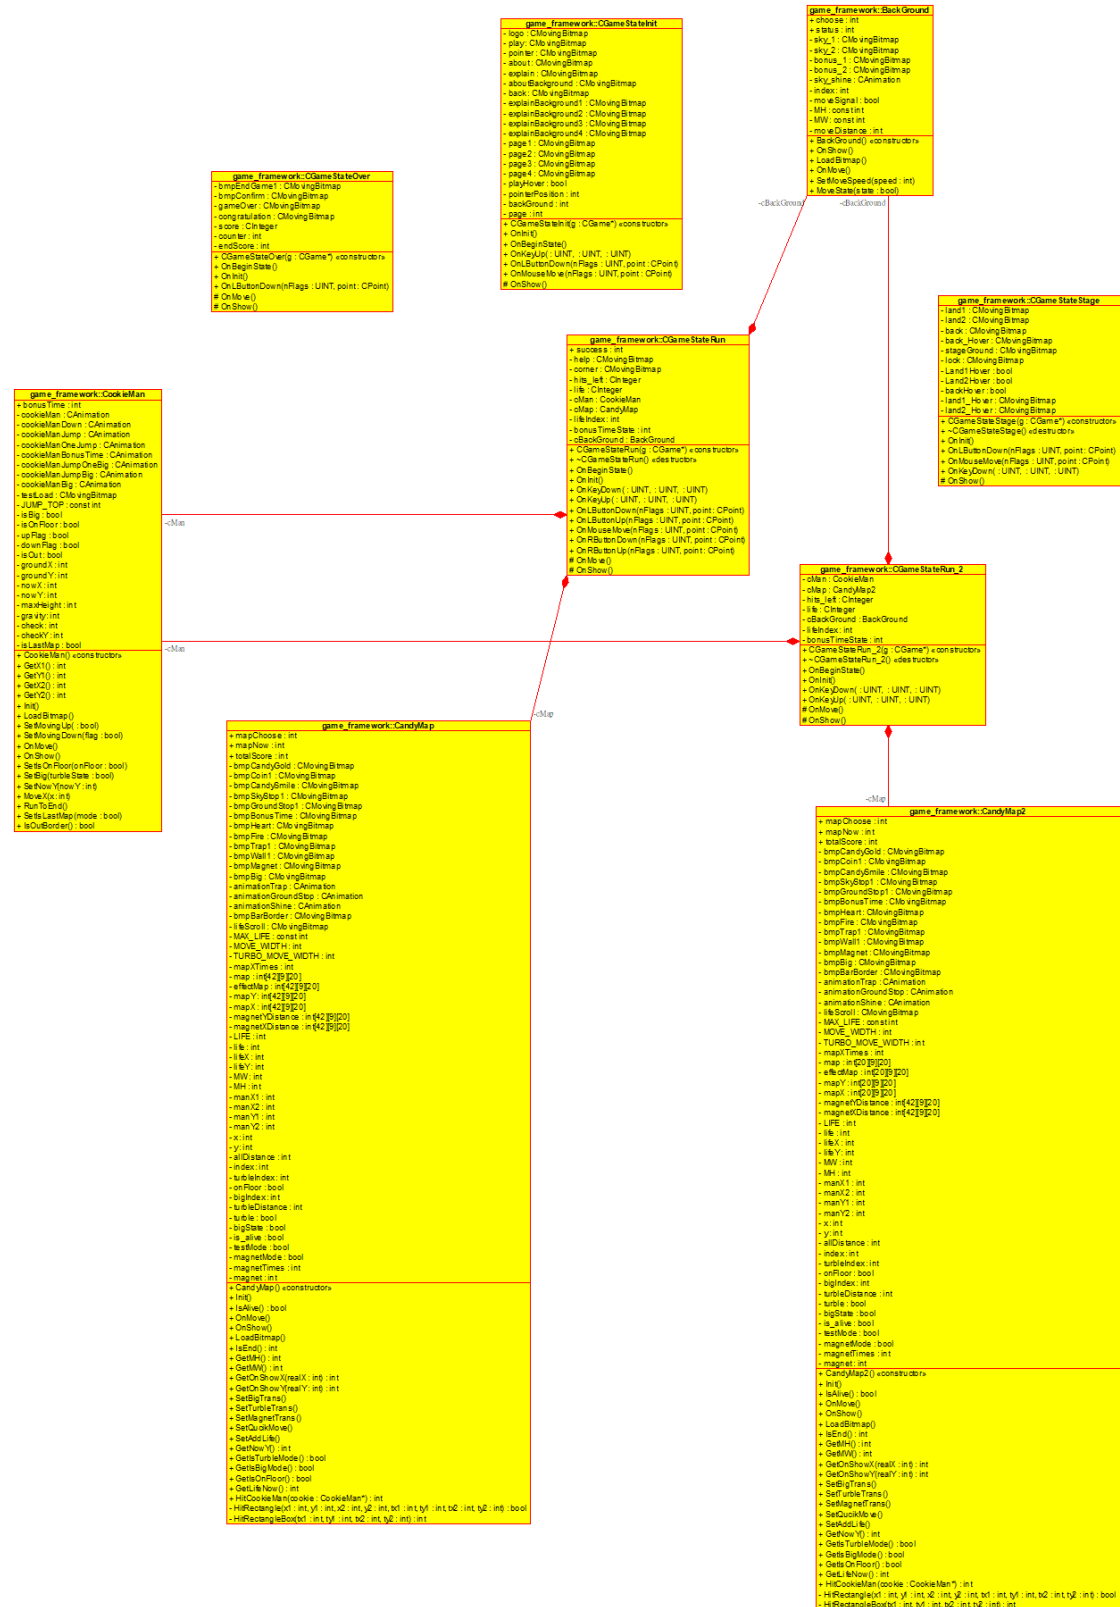 game_framework::CGameStateInit
- logo : CMovingBitmap
- play : CMovingBitmap
- pointer : CMovingBitmap
- about : CMovingBitmap
- explain : CMovingBitmap
- aboutBackground : CMovingBitmap
- back : CMovingBitmap
- explainBackground1 : CMovingBitmap
- explainBackground2 : CMovingBitmap
- explainBackground3 : CMovingBitmap
- explainBackground4 : CMovingBitmap
- page1 : CMovingBitmap
- page2 : CMovingBitmap
- page3 : CMovingBitmap
- page4 : CMovingBitmap
- playHover : bool
- pointerPosition : int
- backGround : int
- page : int
+ CGameStateInit(g : CGame*) «constructor»
+ OnInit()
+ OnBeginState()
+ OnKeyUp( : UINT, : UINT, : UINT)
+ OnLButtonDown(nFlags : UINT, point : CPoint)
+ OnMouseMove(nFlags : UINT, point : CPoint)
# OnShow()
game_framework::BackGround
+ choose : int
+ status : int
- sky_1 : CMovingBitmap
- sky_2 : CMovingBitmap
- bonus_1 : CMovingBitmap
- bonus_2 : CMovingBitmap
- sky_shine : CAnimation
- index : int
- moveSignal : bool
- MH : const int
- MW : const int
- moveDistance : int
+ BackGround() «constructor»
+ OnShow()
+ LoadBitmap()
+ OnMove()
+ SetMoveSpeed(speed : int)
+ MoveState(state : bool)
-cBackGround
-cBackGround
game_framework::CGameStateOver
- bmpEndGame1 : CMovingBitmap
- bmpConfirm : CMovingBitmap
- gameOver : CMovingBitmap
- congratulation : CMovingBitmap
- score : CInteger
- counter : int
- endScore : int
+ CGameStateOver(g : CGame*) «constructor»
+ OnBeginState()
+ OnInit()
+ OnLButtonDown(nFlags : UINT, point : CPoint)
# OnMove()
# OnShow()
game_framework::CGameStateStage
- land1 : CMovingBitmap
- land2 : CMovingBitmap
- back : CMovingBitmap
- back_Hover : CMovingBitmap
- stageGround : CMovingBitmap
- lock : CMovingBitmap
- Land1Hover : bool
- Land2Hover : bool
- backHover : bool
- land1_Hover : CMovingBitmap
- land2_Hover : CMovingBitmap
+ CGameStateStage(g : CGame*) «constructor»
+ ~CGameStateStage() «destructor»
+ OnInit()
+ OnLButtonDown(nFlags : UINT, point : CPoint)
+ OnMouseMove(nFlags : UINT, point : CPoint)
+ OnKeyDown( : UINT, : UINT, : UINT)
# OnShow()
game_framework::CGameStateRun
+ success : int
- help : CMovingBitmap
- corner : CMovingBitmap
- hits_left : CInteger
- life : CInteger
- cMan : CookieMan
- cMap : CandyMap
- lifeIndex : int
- bonusTimeState : int
- cBackGround : BackGround
+ CGameStateRun(g : CGame*) «constructor»
+ ~CGameStateRun() «destructor»
+ OnBeginState()
+ OnInit()
+ OnKeyDown( : UINT, : UINT, : UINT)
+ OnKeyUp( : UINT, : UINT, : UINT)
+ OnLButtonDown(nFlags : UINT, point : CPoint)
+ OnLButtonUp(nFlags : UINT, point : CPoint)
+ OnMouseMove(nFlags : UINT, point : CPoint)
+ OnRButtonDown(nFlags : UINT, point : CPoint)
+ OnRButtonUp(nFlags : UINT, point : CPoint)
# OnMove()
# OnShow()
game_framework::CookieMan
+ bonusTime : int
- cookieMan : CAnimation
- cookieManDown : CAnimation
- cookieManJump : CAnimation
- cookieManOneJump : CAnimation
- cookieManBonusTime : CAnimation
- cookieManJumpOneBig : CAnimation
- cookieManJumpBig : CAnimation
- cookieManBig : CAnimation
- testLoad : CMovingBitmap
- JUMP_TOP : const int
- isBig : bool
- isOnFloor : bool
- upFlag : bool
- downFlag : bool
- isOut : bool
- groundX : int
- groundY : int
- nowX : int
- nowY : int
- maxHeight : int
- gravity : int
- check : int
- checkY : int
- isLastMap : bool
+ CookieMan() «constructor»
+ GetX1() : int
+ GetY1() : int
+ GetX2() : int
+ GetY2() : int
+ Init()
+ LoadBitmap()
+ SetMovingUp( : bool)
+ SetMovingDown(flag : bool)
+ OnMove()
+ OnShow()
+ SetIsOnFloor(onFloor : bool)
+ SetBig(turbleState : bool)
+ SetNowY(nowY : int)
+ MoveX(x : int)
+ RunToEnd()
+ SetIsLastMap(mode : bool)
+ IsOutBorder() : bool
-cMan
-cMan
game_framework::CGameStateRun_2
- cMan : CookieMan
- cMap : CandyMap2
- hits_left : CInteger
- life : CInteger
- cBackGround : BackGround
- lifeIndex : int
- bonusTimeState : int
+ CGameStateRun_2(g : CGame*) «constructor»
+ ~CGameStateRun_2() «destructor»
+ OnBeginState()
+ OnInit()
+ OnKeyDown( : UINT, : UINT, : UINT)
+ OnKeyUp( : UINT, : UINT, : UINT)
# OnMove()
# OnShow()
-cMap
game_framework::CandyMap
+ mapChoose : int
+ mapNow : int
+ totalScore : int
- bmpCandyGold : CMovingBitmap
- bmpCoin1 : CMovingBitmap
- bmpCandySmile : CMovingBitmap
- bmpSkyStop1 : CMovingBitmap
- bmpGroundStop1 : CMovingBitmap
- bmpBonusTime : CMovingBitmap
- bmpHeart : CMovingBitmap
- bmpFire : CMovingBitmap
- bmpTrap1 : CMovingBitmap
- bmpWall1 : CMovingBitmap
- bmpMagnet : CMovingBitmap
- bmpBig : CMovingBitmap
- animationTrap : CAnimation
- animationGroundStop : CAnimation
- animationShine : CAnimation
- bmpBarBorder : CMovingBitmap
- lifeScroll : CMovingBitmap
- MAX_LIFE : const int
- MOVE_WIDTH : int
- TURBO_MOVE_WIDTH : int
- mapXTimes : int
- map : int[42][9][20]
- effectMap : int[42][9][20]
- mapY : int[42][9][20]
- mapX : int[42][9][20]
- magnetYDistance : int[42][9][20]
- magnetXDistance : int[42][9][20]
- LIFE : int
- life : int
- lifeX : int
- lifeY : int
- MW : int
- MH : int
- manX1 : int
- manX2 : int
- manY1 : int
- manY2 : int
- x : int
- y : int
- allDistance : int
- index : int
- turbleIndex : int
- onFloor : bool
- bigIndex : int
- turbleDistance : int
- turble : bool
- bigState : bool
- is_alive : bool
- testMode : bool
- magnetMode : bool
- magnetTimes : int
- magnet : int
+ CandyMap() «constructor»
+ Init()
+ IsAlive() : bool
+ OnMove()
+ OnShow()
+ LoadBitmap()
+ IsEnd() : int
+ GetMH() : int
+ GetMW() : int
+ GetOnShowX(realX : int) : int
+ GetOnShowY(realY : int) : int
+ SetBigTrans()
+ SetTurbleTrans()
+ SetMagnetTrans()
+ SetQucikMove()
+ SetAddLife()
+ GetNowY() : int
+ GetIsTurbleMode() : bool
+ GetIsBigMode() : bool
+ GetIsOnFloor() : bool
+ GetLifeNow() : int
+ HitCookieMan(cookie : CookieMan*) : int
- HitRectangle(x1 : int, y1 : int, x2 : int, y2 : int, tx1 : int, ty1 : int, tx2 : int, ty2 : int) : bool
- HitRectangleBox(tx1 : int, ty1 : int, tx2 : int, ty2 : int) : int
-cMap
game_framework::CandyMap2
+ mapChoose : int
+ mapNow : int
+ totalScore : int
- bmpCandyGold : CMovingBitmap
- bmpCoin1 : CMovingBitmap
- bmpCandySmile : CMovingBitmap
- bmpSkyStop1 : CMovingBitmap
- bmpGroundStop1 : CMovingBitmap
- bmpBonusTime : CMovingBitmap
- bmpHeart : CMovingBitmap
- bmpFire : CMovingBitmap
- bmpTrap1 : CMovingBitmap
- bmpWall1 : CMovingBitmap
- bmpMagnet : CMovingBitmap
- bmpBig : CMovingBitmap
- bmpBarBorder : CMovingBitmap
- animationTrap : CAnimation
- animationGroundStop : CAnimation
- animationShine : CAnimation
- lifeScroll : CMovingBitmap
- MAX_LIFE : const int
- MOVE_WIDTH : int
- TURBO_MOVE_WIDTH : int
- mapXTimes : int
- map : int[20][9][20]
- effectMap : int[20][9][20]
- mapY : int[20][9][20]
- mapX : int[20][9][20]
- magnetYDistance : int[42][9][20]
- magnetXDistance : int[42][9][20]
- LIFE : int
- life : int
- lifeX : int
- lifeY : int
- MW : int
- MH : int
- manX1 : int
- manX2 : int
- manY1 : int
- manY2 : int
- x : int
- y : int
- allDistance : int
- index : int
- turbleIndex : int
- onFloor : bool
- bigIndex : int
- turbleDistance : int
- turble : bool
- bigState : bool
- is_alive : bool
- testMode : bool
- magnetMode : bool
- magnetTimes : int
- magnet : int
+ CandyMap2() «constructor»
+ Init()
+ IsAlive() : bool
+ OnMove()
+ OnShow()
+ LoadBitmap()
+ IsEnd() : int
+ GetMH() : int
+ GetMW() : int
+ GetOnShowX(realX : int) : int
+ GetOnShowY(realY : int) : int
+ SetBigTrans()
+ SetTurbleTrans()
+ SetMagnetTrans()
+ SetQucikMove()
+ SetAddLife()
+ GetNowY() : int
+ GetIsTurbleMode() : bool
+ GetIsBigMode() : bool
+ GetIsOnFloor() : bool
+ GetLifeNow() : int
+ HitCookieMan(cookie : CookieMan*) : int
- HitRectangle(x1 : int, y1 : int, x2 : int, y2 : int, tx1 : int, ty1 : int, tx2 : int, ty2 : int) : bool
- HitRectangleBox(tx1 : int, ty1 : int, tx2 : int, ty2 : int) : int